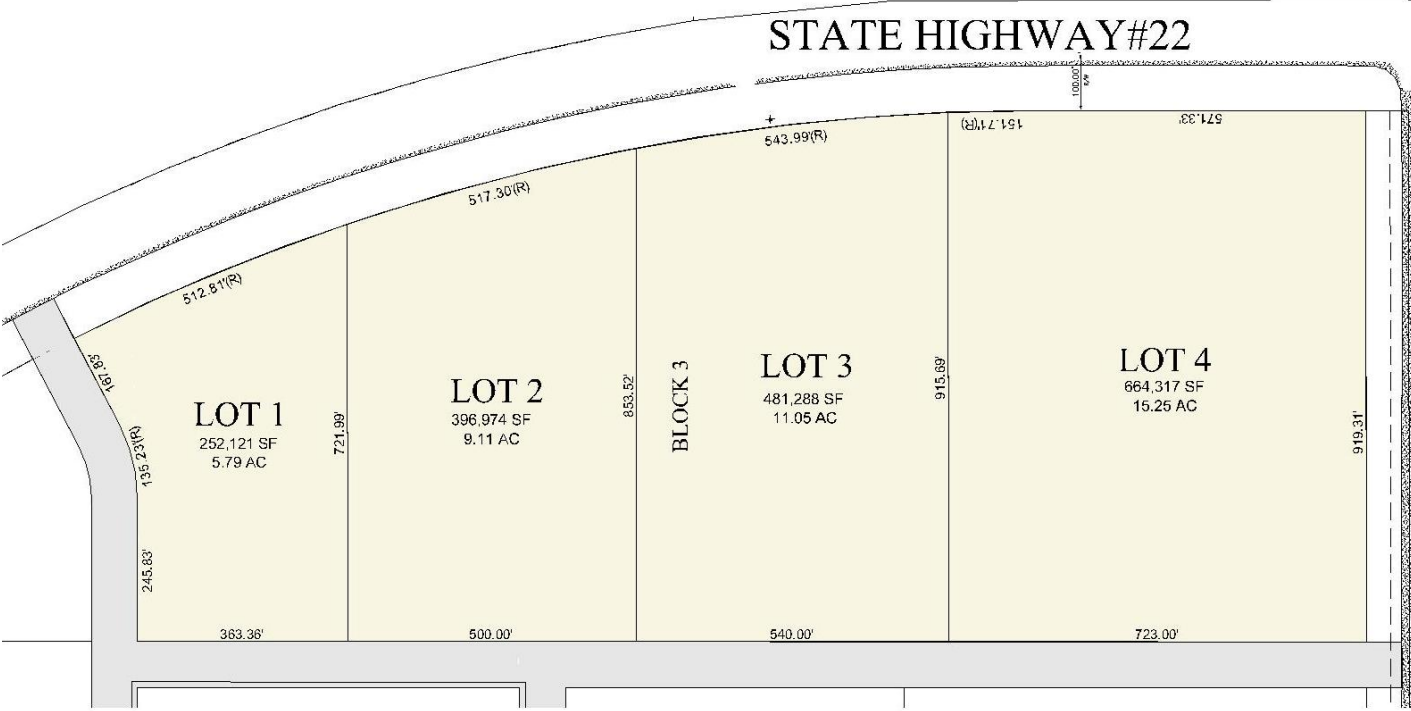 STATE HIGHWAY#22
100.00'
R/W
543.99'(R)
151.71'(R)
571.33'
517.30'(R)
512.81'(R)
167.83'
135.23'(R)
245.83'
LOT 1
252,121 SF
5.79 AC
721.99'
LOT 2
396,974 SF
9.11 AC
853.52'
BLOCK 3
LOT 3
481,288 SF
11.05 AC
915.69'
LOT 4
664,317 SF
15.25 AC
919.31'
363.36'
500.00'
540.00'
723.00'